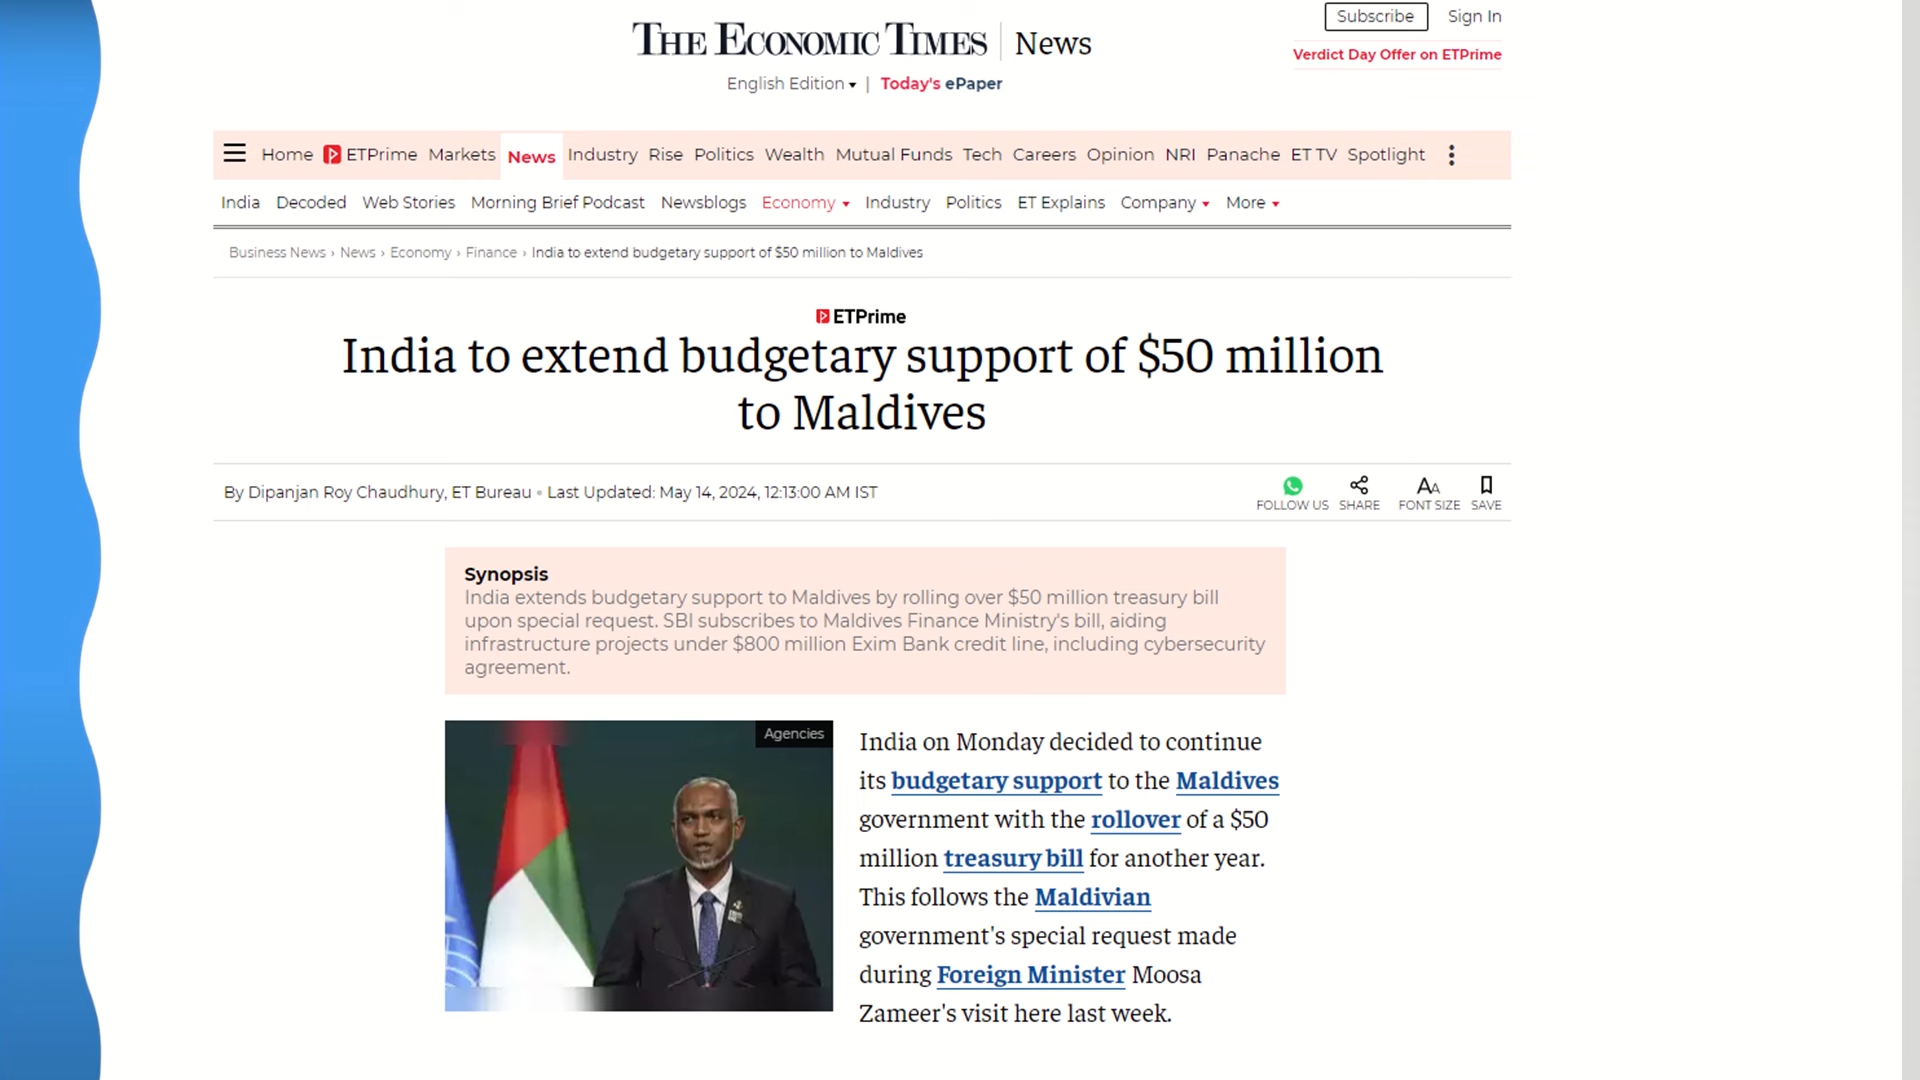 THE ECONOMIC TIMES | News
Subscribe Sign In
Verdict Day Offer on ETPrime
English Edition | Today's ePaper
Home ETPrime Markets News Industry Rise Politics Wealth Mutual Funds Tech Careers Opinion NRI Panache ET TV Spotlight
India Decoded Web Stories Morning Brief Podcast Newsblogs Economy Industry Politics ET Explains Company More
Business News › News › Economy › Finance › India to extend budgetary support of $50 million to Maldives
ETPrime
India to extend budgetary support of $50 million
to Maldives
By Dipanjan Roy Chaudhury, ET Bureau • Last Updated: May 14, 2024, 12:13:00 AM IST
FOLLOW US SHARE FONT SIZE SAVE
Synopsis
India extends budgetary support to Maldives by rolling over $50 million treasury bill
upon special request. SBI subscribes to Maldives Finance Ministry's bill, aiding
infrastructure projects under $800 million Exim Bank credit line, including cybersecurity
agreement.
Agencies
India on Monday decided to continue
its budgetary support to the Maldives
government with the rollover of a $50
million treasury bill for another year.
This follows the Maldivian
government's special request made
during Foreign Minister Moosa
Zameer's visit here last week.